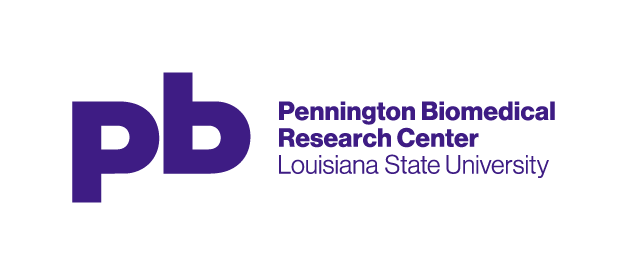 pb
Pennington Biomedical
Research Center
Louisiana State University